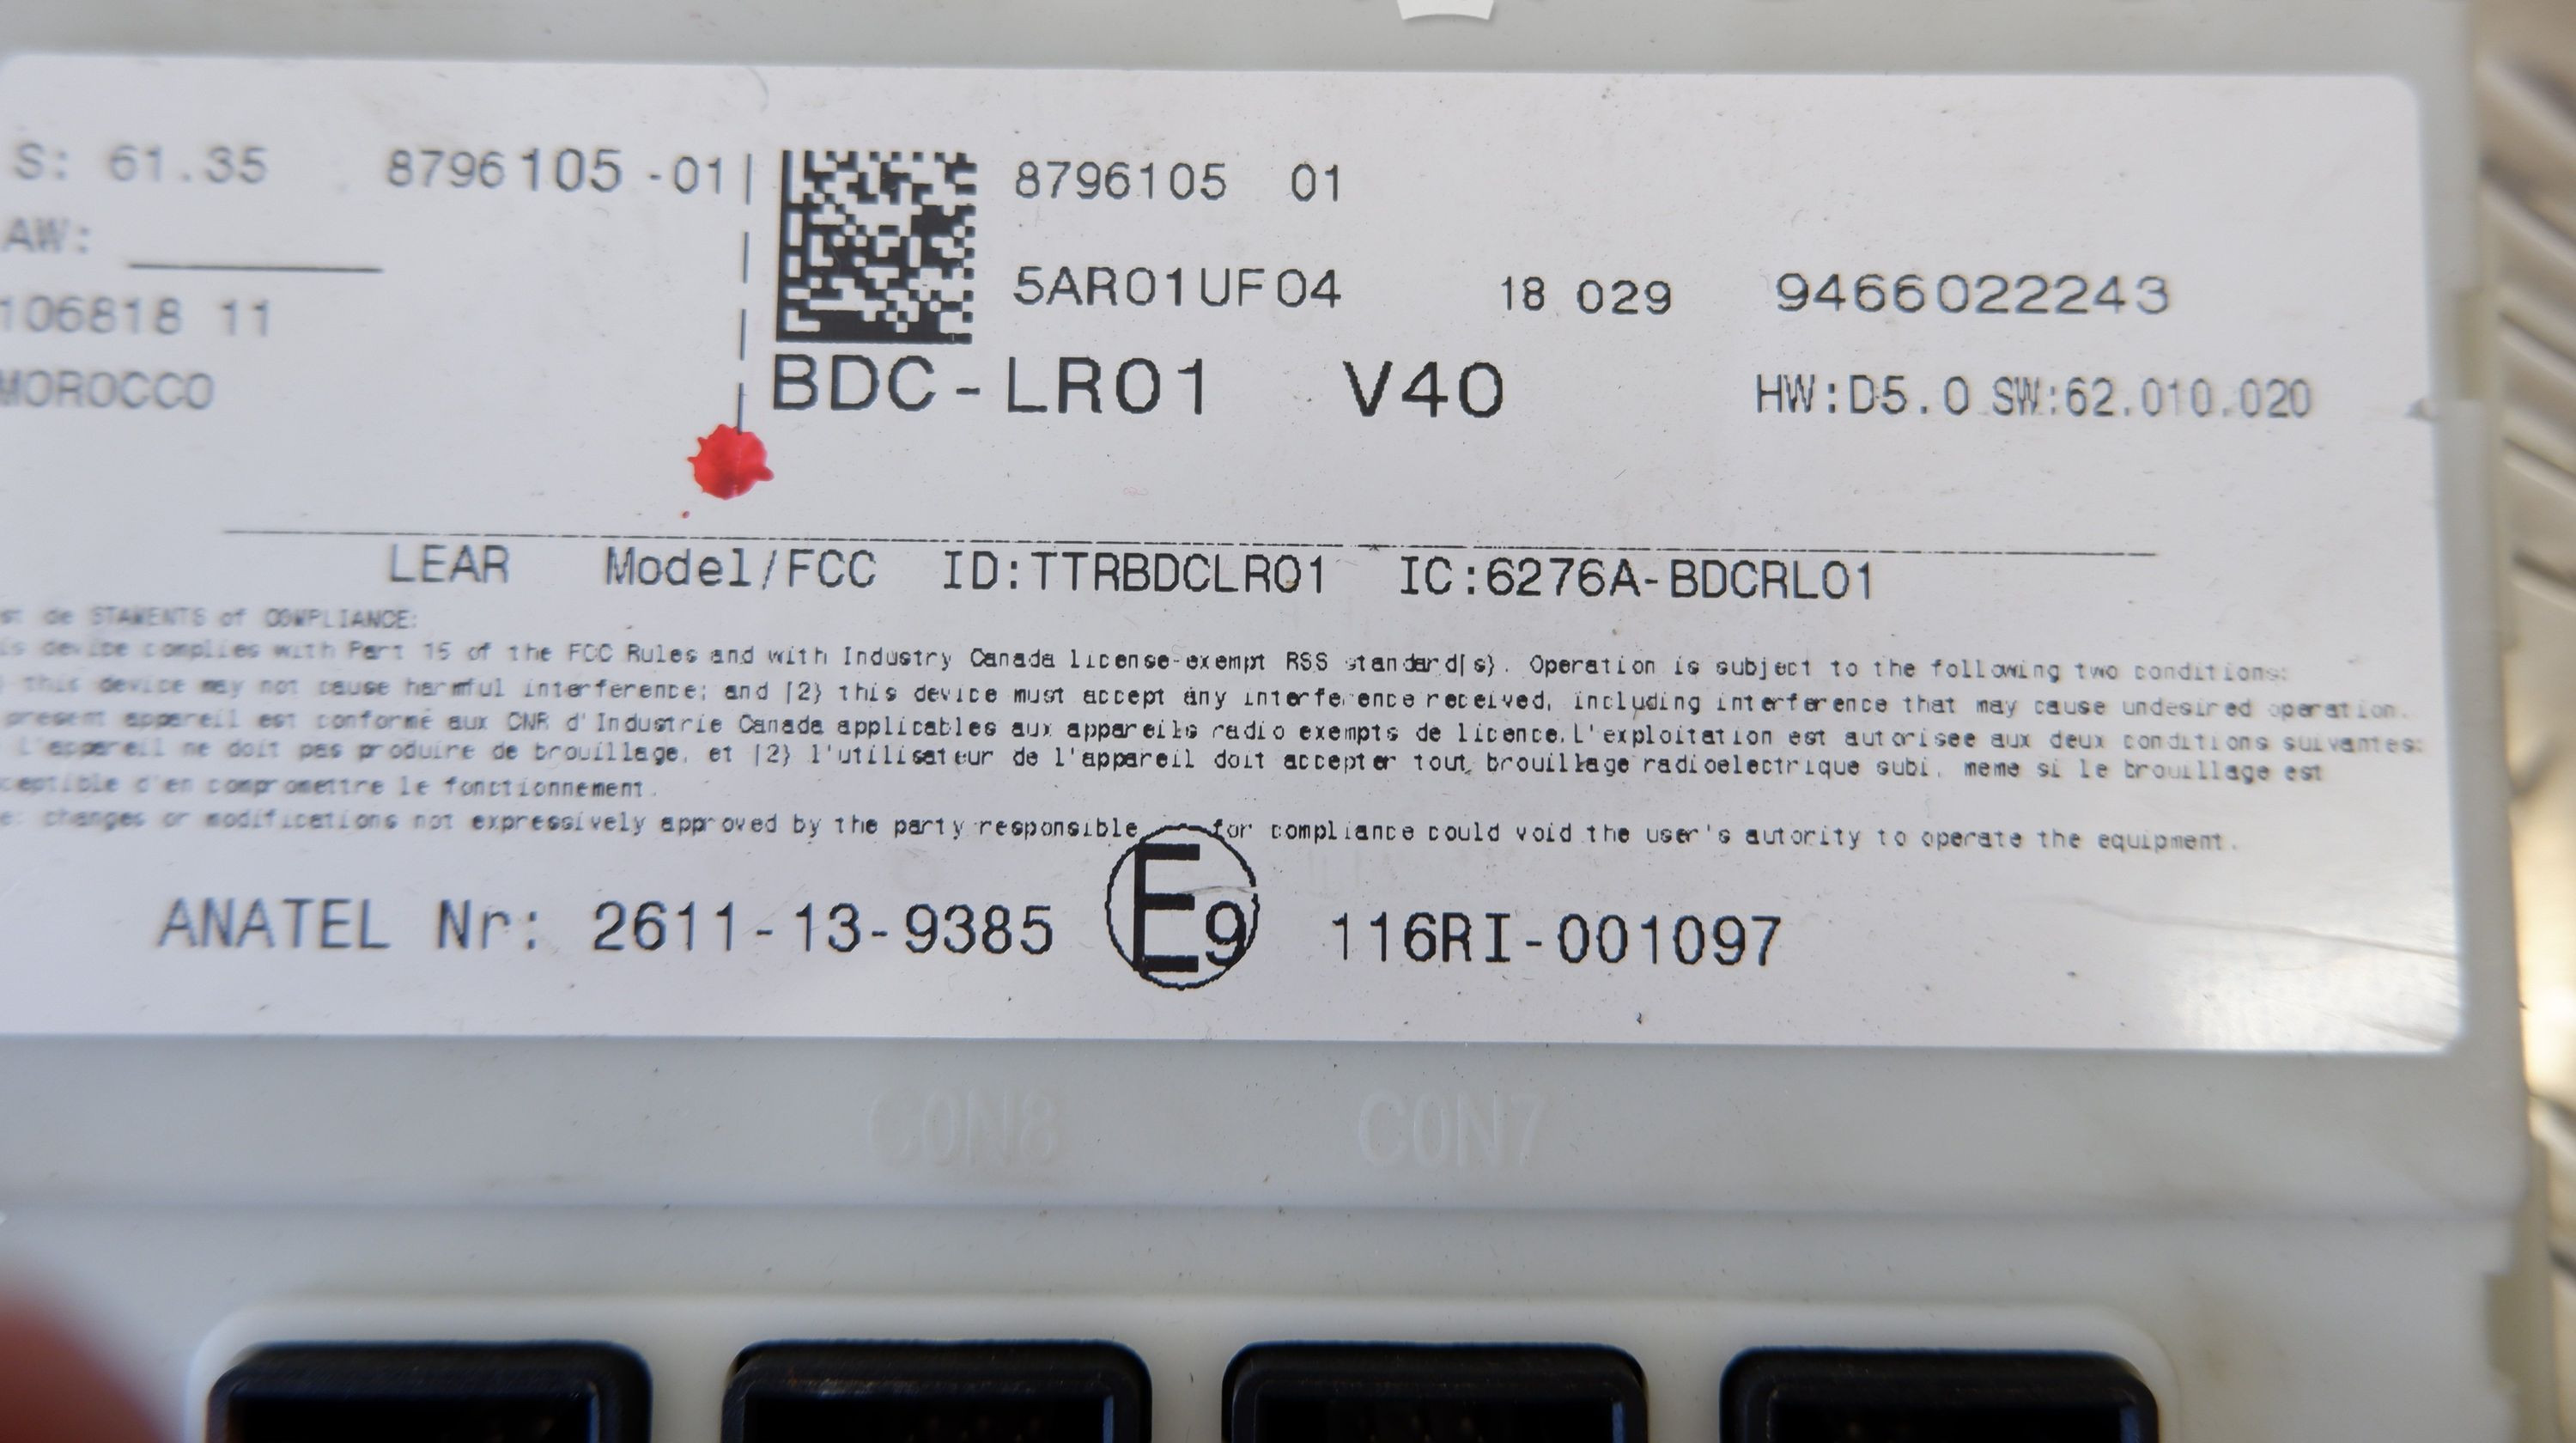 S: 61.35 8796105 -01
8796105 01
AW:
5AR01UF04 18 029 9466022243
106818 11
BDC-LR01 V40 HW:D5.0 SW:62.010.020
MOROCCO
LEAR Model/FCC ID:TTRBDCLR01 IC:6276A-BDCRL01
st de STAMENTS of COMPLIANCE:
is device complies with Part 15 of the FCC Rules and with Industry Canada license-exempt RSS standard[s}. Operation is subject to the following two conditions:
this device may not cause harmful interference; and [2} this device must accept any interference received, including interference that may cause undesired operation.
present appareil est conforme aux CNR d'Industrie Canada applicables aux appareils radio exempts de licence.L'exploitation est autorisee aux deux conditions suivantes:
L'appareil ne doit pas produire de brouillage, et [2} l'utilisateur de l'appareil doit accepter tout brouillage radioelectrique subi, meme si le brouillage est
ceptible d'en compromettre le fonctionnement.
e: changes or modifications not expressively approved by the party responsible for compliance could void the user's autority to operate the equipment.
ANATEL Nr: 2611-13-9385 E9 116RI-001097
CON8 CON7